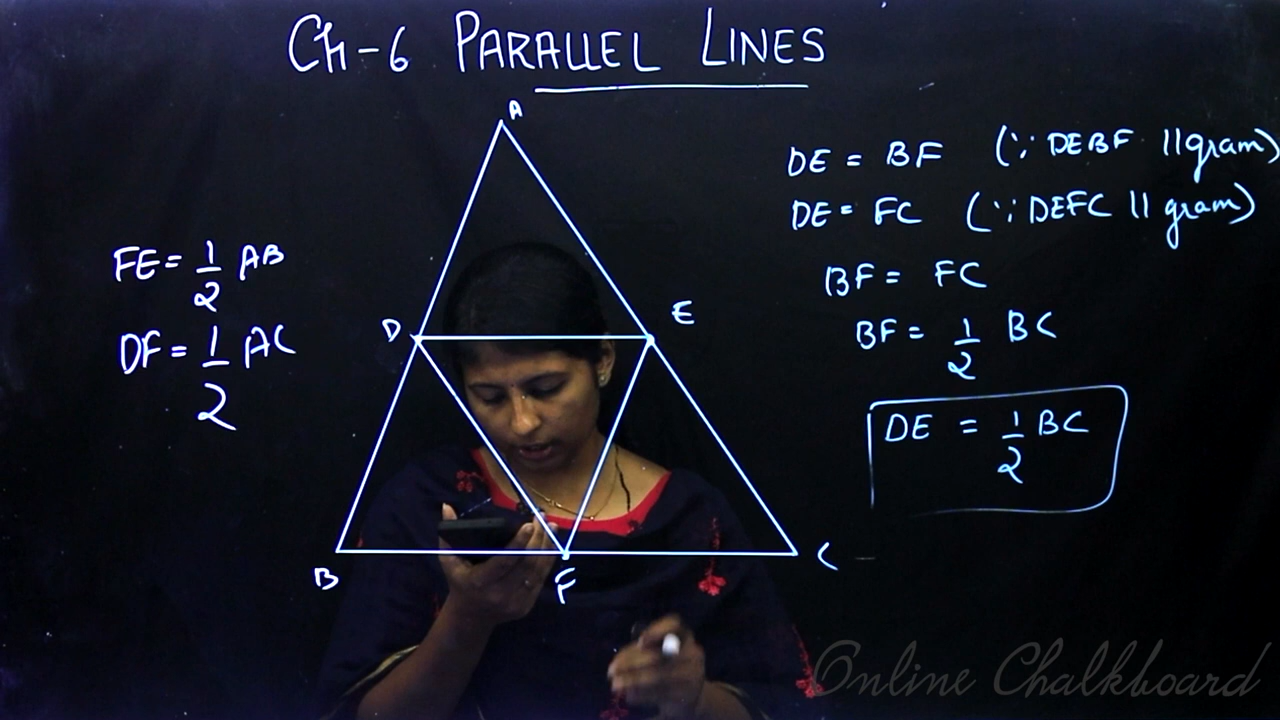 Ch-6 PARALLEL LINES
A
DE = BF (∵ DEBF ||gram)
DE = FC (∵ DEFC || gram)
FE = 1/2 AB
BF = FC
D
E
DF = 1/2 AC
BF = 1/2 BC
DE = 1/2 BC
B
F
C
Online Chalkboard